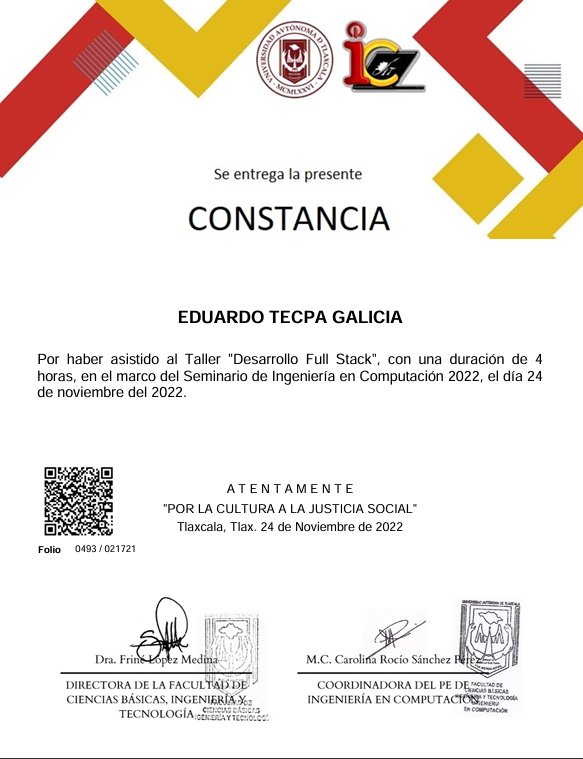 UNIVERSIDAD AUTÓNOMA D TLAXCALA
MCMLXXVI
icz
Se entrega la presente
CONSTANCIA
EDUARDO TECPA GALICIA
Por haber asistido al Taller "Desarrollo Full Stack", con una duración de 4
horas, en el marco del Seminario de Ingeniería en Computación 2022, el día 24
de noviembre del 2022.
A T E N T A M E N T E
"POR LA CULTURA A LA JUSTICIA SOCIAL"
Tlaxcala, Tlax. 24 de Noviembre de 2022
Folio 0493 / 021721
Dra. Friné López Medina
DIRECTORA DE LA FACULTAD DE
CIENCIAS BÁSICAS, INGENIERÍA Y
TECNOLOGÍA
FACULTAD DE
CIENCIAS BÁSICAS
INGENIERÍA Y TECNOLOGÍA
UNIVERSIDAD AUTÓNOMA DE TLAXCALA
M.C. Carolina Rocío Sánchez Pérez
COORDINADORA DEL PE DE
INGENIERÍA EN COMPUTACIÓN
FACULTAD DE
CIENCIAS BÁSICAS
INGENIERÍA Y TECNOLOGÍA
INGENIERÍA
EN COMPUTACIÓN